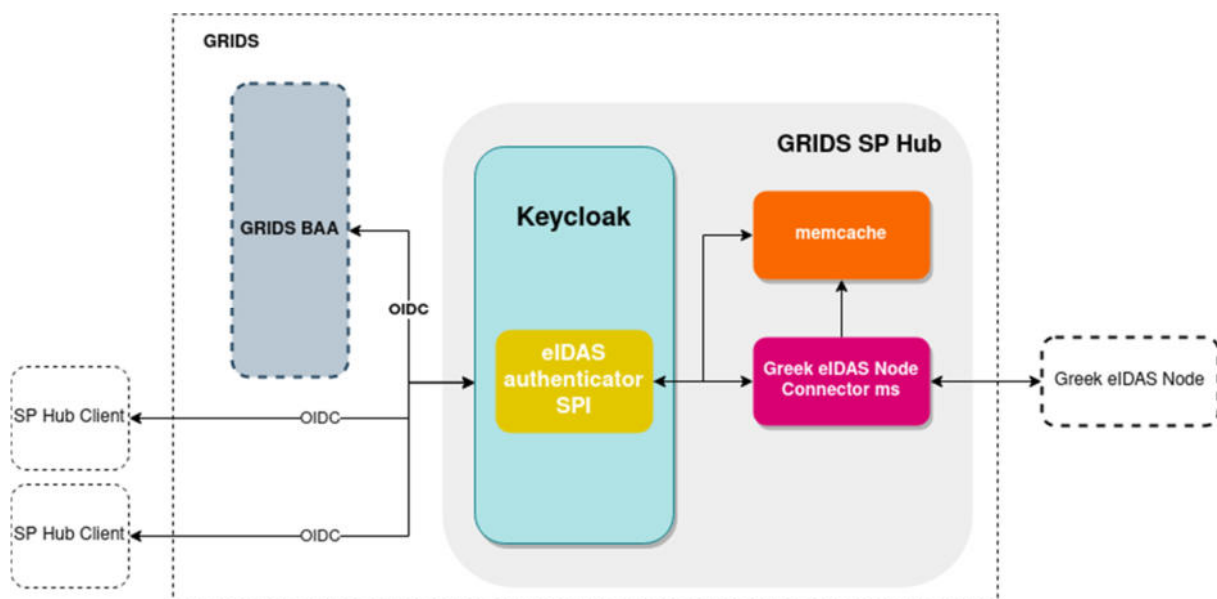 GRIDS
GRIDS SP Hub
Keycloak
GRIDS BAA
memcache
OIDC
eIDAS
authenticator
SPI
Greek eIDAS Node
Connector ms
Greek eIDAS Node
SP Hub Client
OIDC
SP Hub Client
OIDC